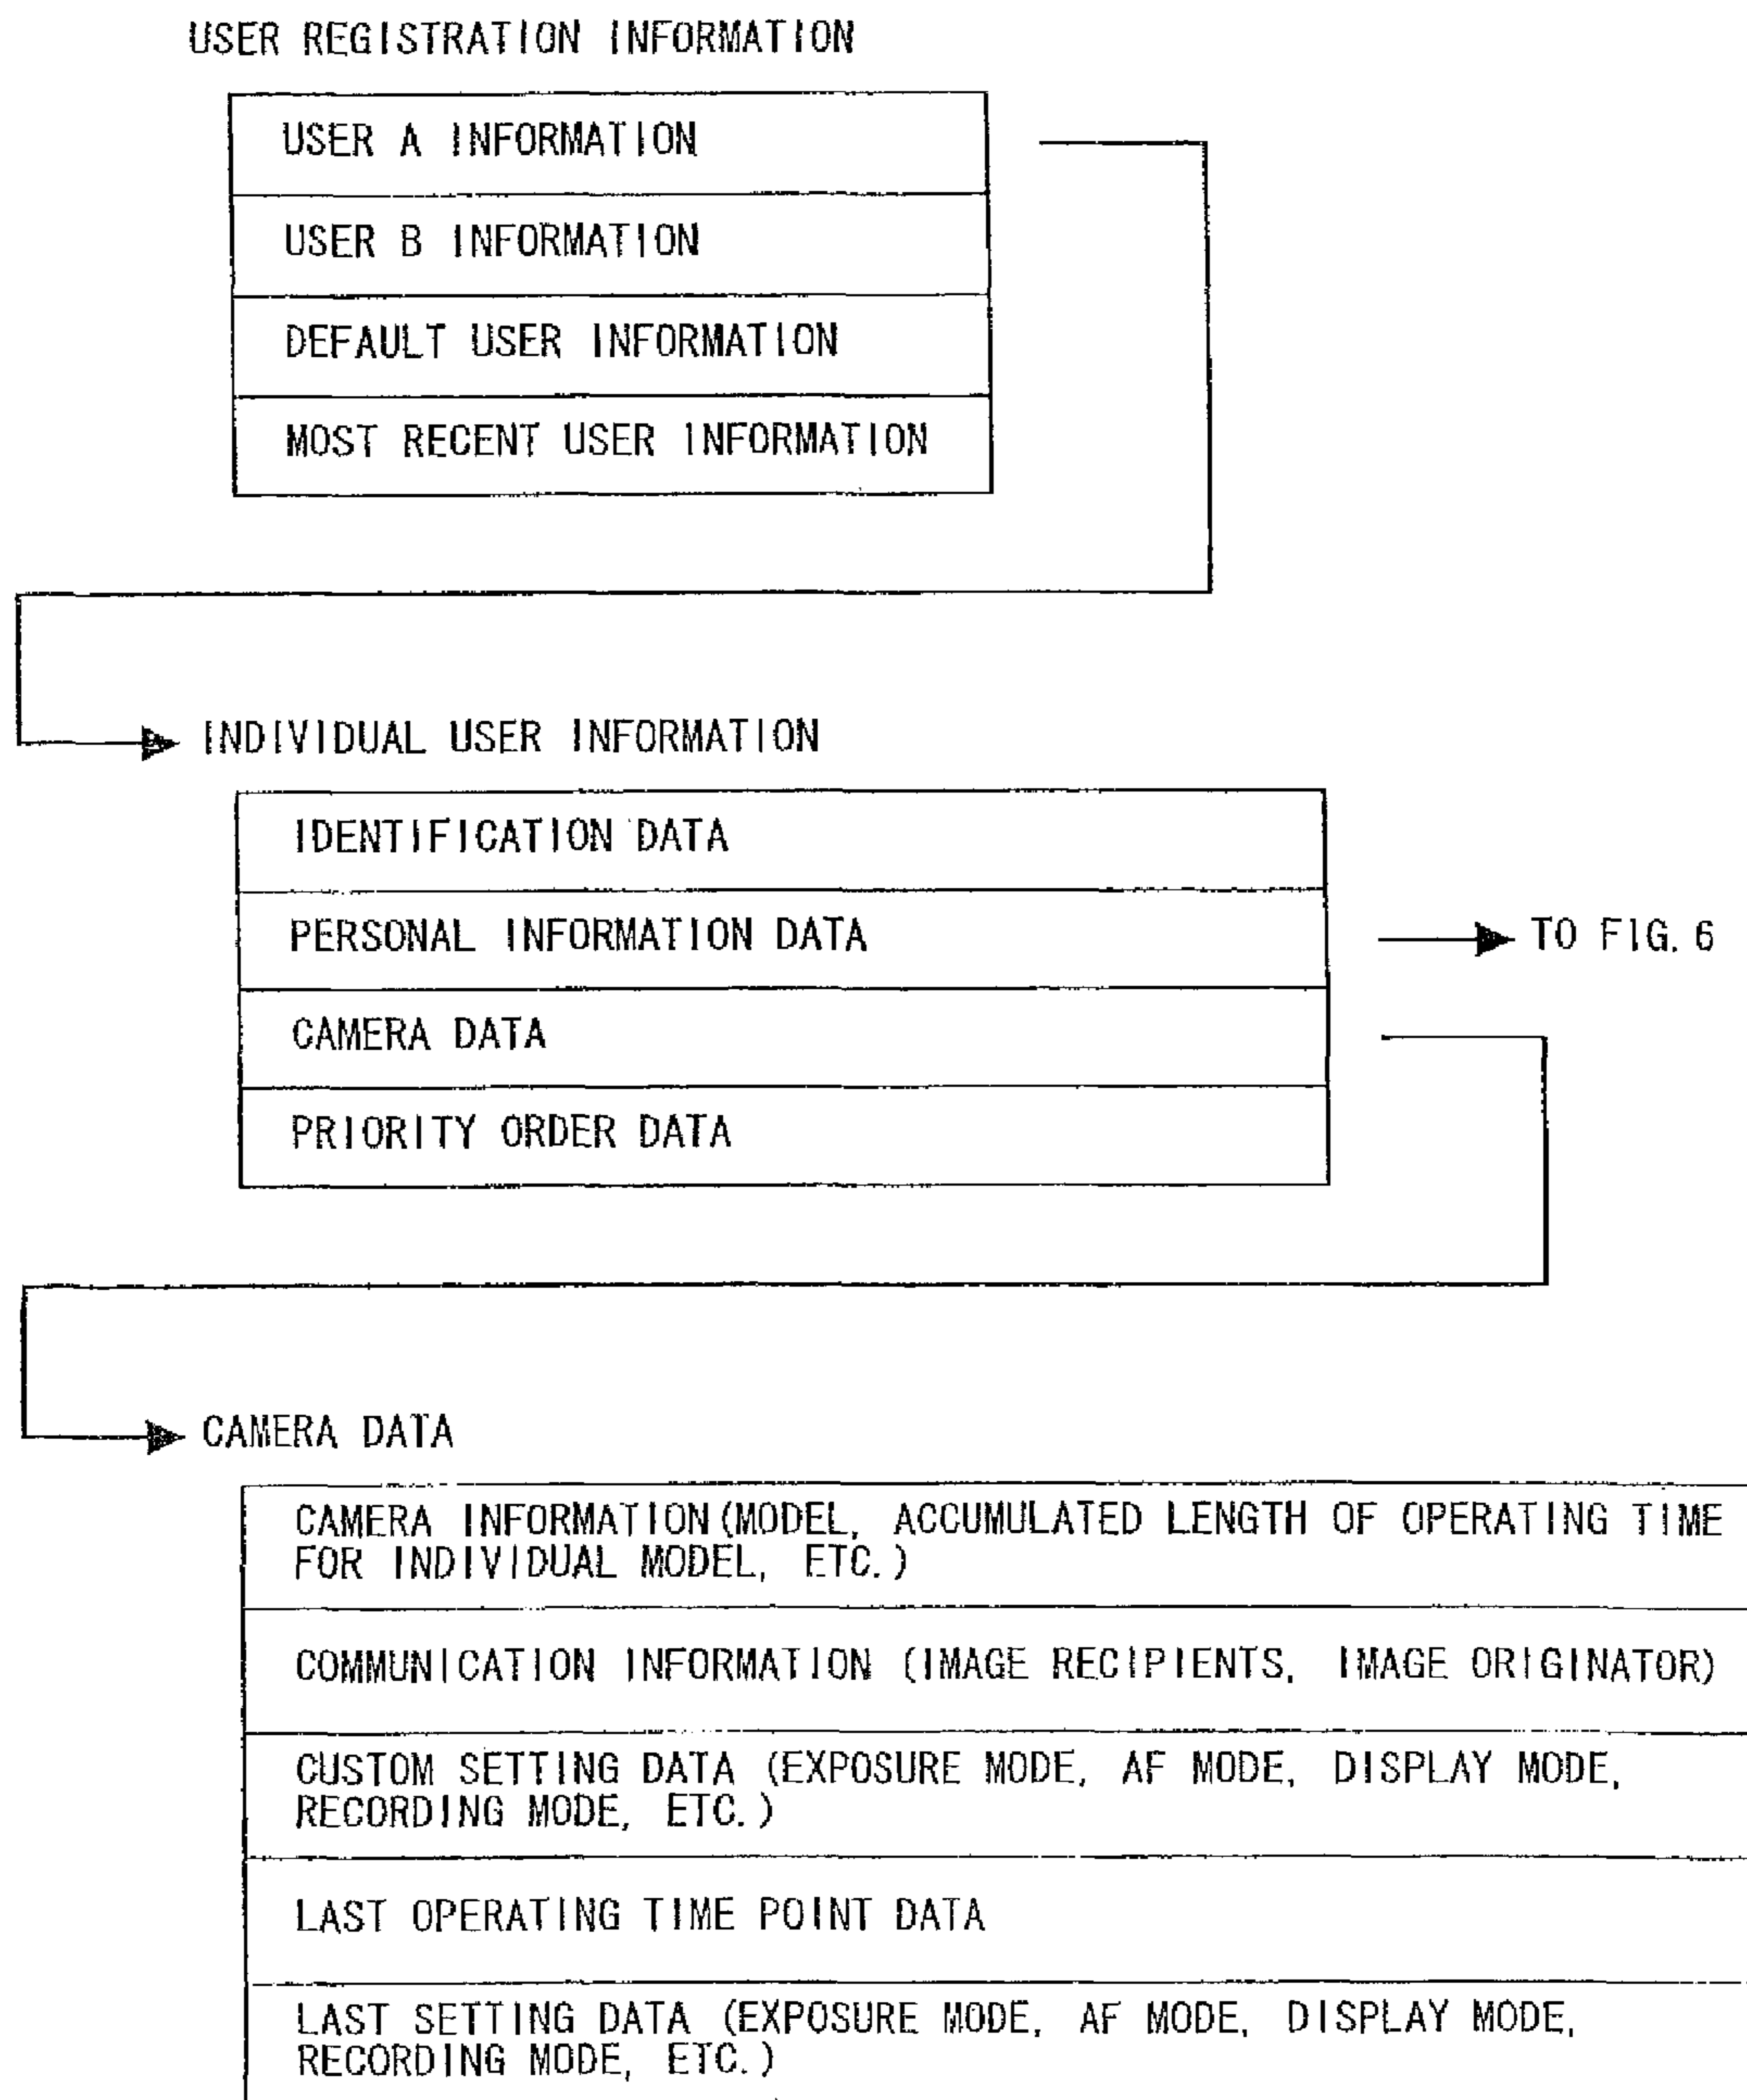 USER REGISTRATION INFORMATION
USER A INFORMATION
USER B INFORMATION
DEFAULT USER INFORMATION
MOST RECENT USER INFORMATION
INDIVIDUAL USER INFORMATION
IDENTIFICATION DATA
PERSONAL INFORMATION DATA
TO FIG. 6
CAMERA DATA
PRIORITY ORDER DATA
CAMERA DATA
CAMERA INFORMATION (MODEL, ACCUMULATED LENGTH OF OPERATING TIME
FOR INDIVIDUAL MODEL, ETC.)
COMMUNICATION INFORMATION (IMAGE RECIPIENTS, IMAGE ORIGINATOR)
CUSTOM SETTING DATA (EXPOSURE MODE, AF MODE, DISPLAY MODE,
RECORDING MODE, ETC.)
LAST OPERATING TIME POINT DATA
LAST SETTING DATA (EXPOSURE MODE, AF MODE, DISPLAY MODE,
RECORDING MODE, ETC.)